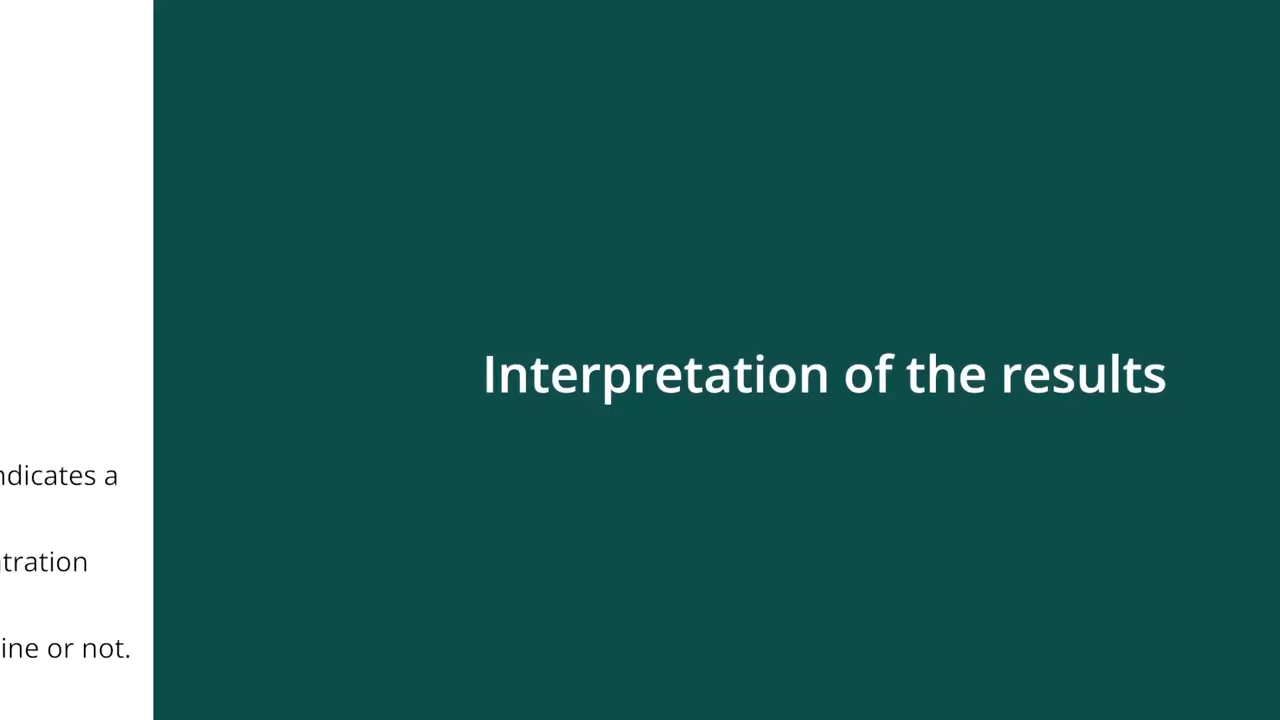 Interpretation of the results
ndicates a
tration
ine or not.